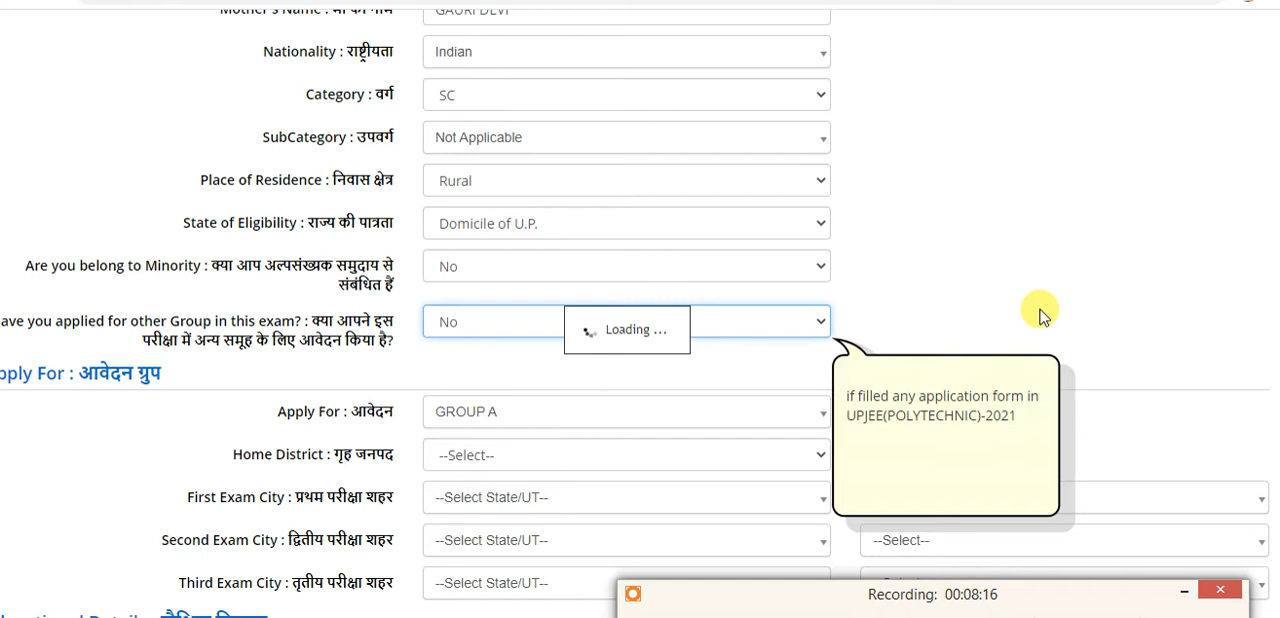 Nationality : राष्ट्रीयता Indian
Category : वर्ग SC
SubCategory : उपवर्ग Not Applicable
Place of Residence : निवास क्षेत्र Rural
State of Eligibility : राज्य की पात्रता Domicile of U.P.
Are you belong to Minority : क्या आप अल्पसंख्यक समुदाय से No
संबंधित हैं
ave you applied for other Group in this exam? : क्या आपने इस No Loading ...
परीक्षा में अन्य समूह के लिए आवेदन किया है?
pply For : आवेदन ग्रुप
if filled any application form in
UPJEE(POLYTECHNIC)-2021
Apply For : आवेदन GROUP A
Home District : गृह जनपद --Select--
First Exam City : प्रथम परीक्षा शहर --Select State/UT--
Second Exam City : द्वितीय परीक्षा शहर --Select State/UT-- --Select--
Third Exam City : तृतीय परीक्षा शहर --Select State/UT--
Recording: 00:08:16